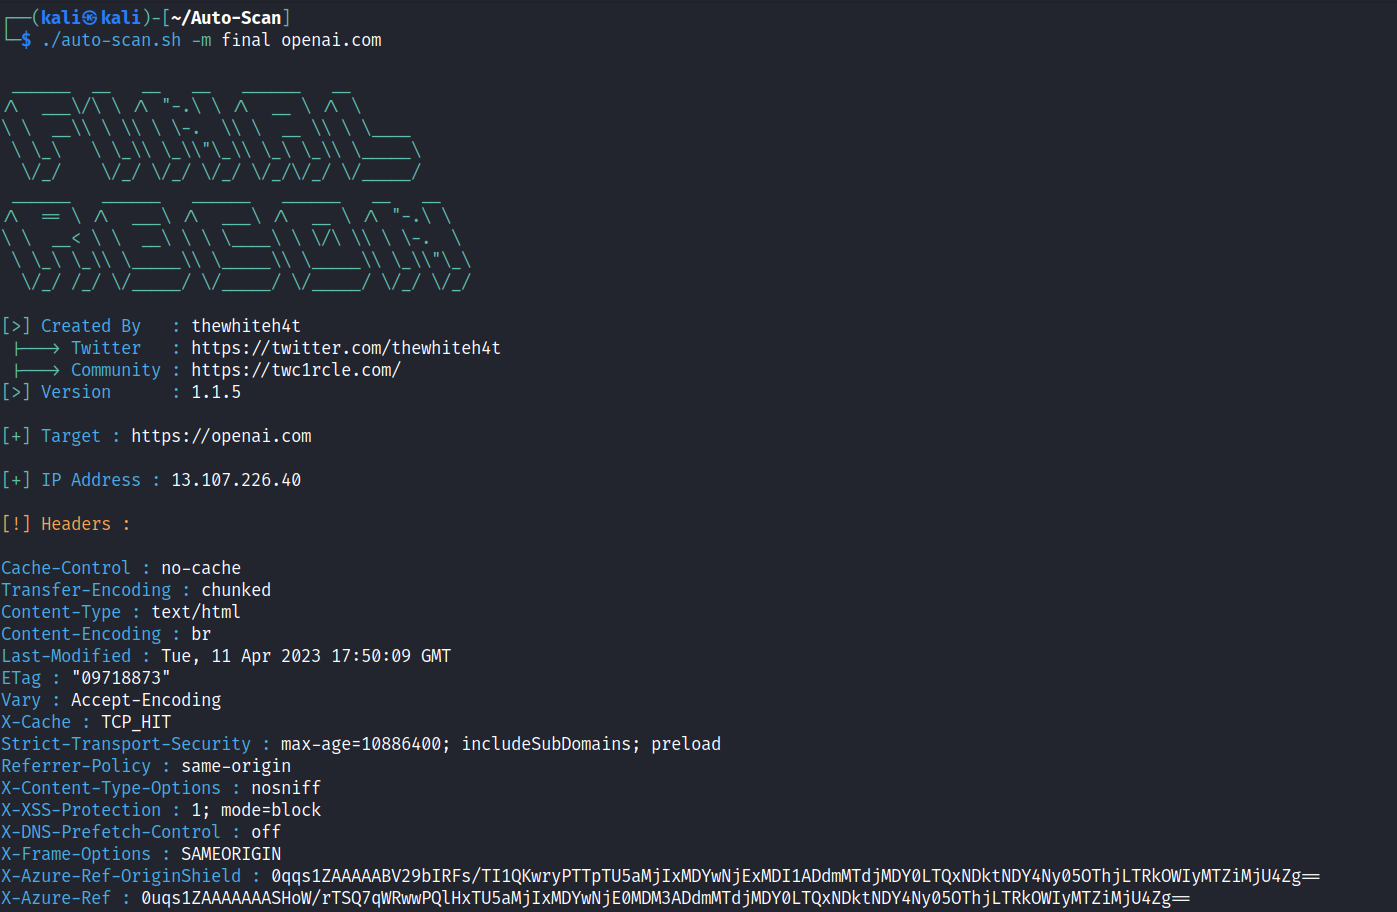 ┌──(kali㉿kali)-[~/Auto-Scan]
└─$ ./auto-scan.sh -m final openai.com
FINAL
RECON
[>] Created By   : thewhiteh4t
 |---> Twitter   : https://twitter.com/thewhiteh4t
 |---> Community : https://twc1rcle.com/
[>] Version      : 1.1.5
[+] Target : https://openai.com
[+] IP Address : 13.107.226.40
[!] Headers :
Cache-Control : no-cache
Transfer-Encoding : chunked
Content-Type : text/html
Content-Encoding : br
Last-Modified : Tue, 11 Apr 2023 17:50:09 GMT
ETag : "09718873"
Vary : Accept-Encoding
X-Cache : TCP_HIT
Strict-Transport-Security : max-age=10886400; includeSubDomains; preload
Referrer-Policy : same-origin
X-Content-Type-Options : nosniff
X-XSS-Protection : 1; mode=block
X-DNS-Prefetch-Control : off
X-Frame-Options : SAMEORIGIN
X-Azure-Ref-OriginShield : 0qqs1ZAAAAABV29bIRFs/TI1QKwryPTTpTU5aMjIxMDYwNjExMDI1ADdmMTdjMDY0LTQxNDktNDY4Ny05OThjLTRkOWIyMTZiMjU4Zg==
X-Azure-Ref : 0uqs1ZAAAAAAASHoW/rTSQ7qWRwwPQlHxTU5aMjIxMDYwNjE0MDM3ADdmMTdjMDY0LTQxNDktNDY4Ny05OThjLTRkOWIyMTZiMjU4Zg==